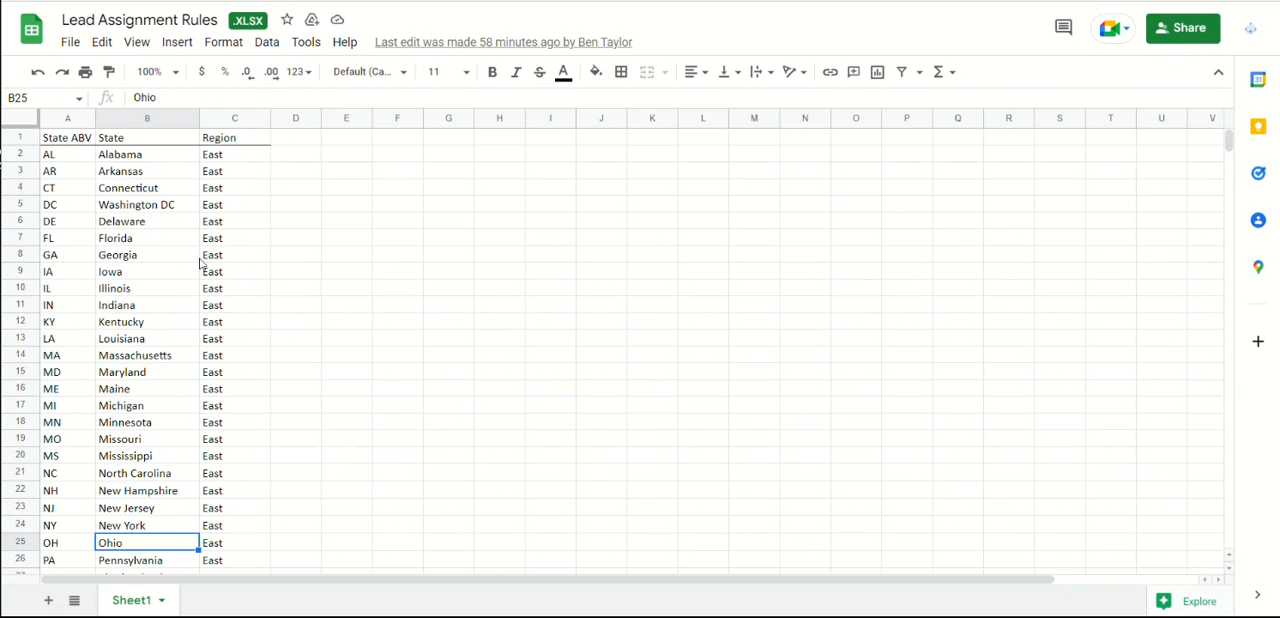 Lead Assignment Rules .XLSX
File Edit View Insert Format Data Tools Help Last edit was made 58 minutes ago by Ben Taylor
Share
100% $ % .0 .00 123 Default (Ca... 11 B I S A Σ
B25 fx Ohio
A B C D E F G H I J K L M N O P Q R S T U V
1 State ABV State Region
2 AL Alabama East
3 AR Arkansas East
4 CT Connecticut East
5 DC Washington DC East
6 DE Delaware East
7 FL Florida East
8 GA Georgia East
9 IA Iowa East
10 IL Illinois East
11 IN Indiana East
12 KY Kentucky East
13 LA Louisiana East
14 MA Massachusetts East
15 MD Maryland East
16 ME Maine East
17 MI Michigan East
18 MN Minnesota East
19 MO Missouri East
20 MS Mississippi East
21 NC North Carolina East
22 NH New Hampshire East
23 NJ New Jersey East
24 NY New York East
25 OH Ohio East
26 PA Pennsylvania East
Sheet1
Explore
31